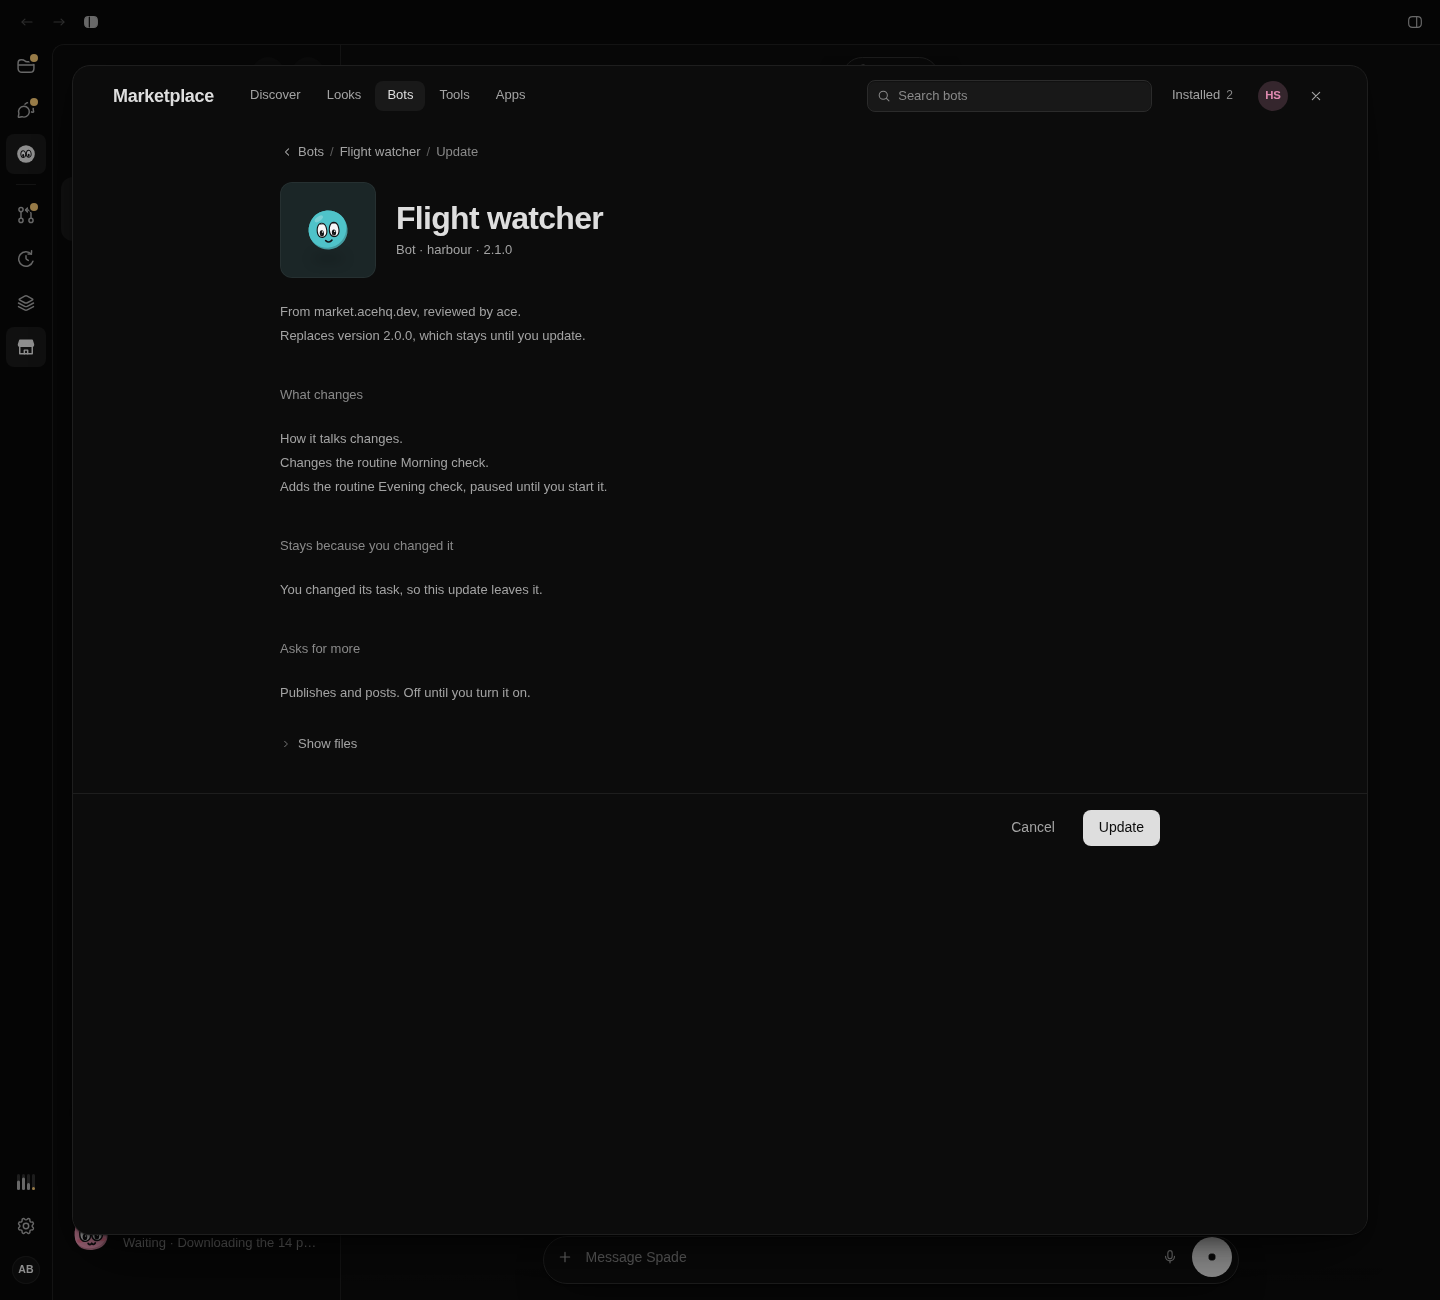 Marketplace
Discover
Looks
Bots
Tools
Apps
Search bots
Installed 2
HS
Bots / Flight watcher / Update
Flight watcher
Bot · harbour · 2.1.0
From market.acehq.dev, reviewed by ace.
Replaces version 2.0.0, which stays until you update.
What changes
How it talks changes.
Changes the routine Morning check.
Adds the routine Evening check, paused until you start it.
Stays because you changed it
You changed its task, so this update leaves it.
Asks for more
Publishes and posts. Off until you turn it on.
Show files
Cancel
Update
Waiting · Downloading the 14 p…
Message Spade
AB